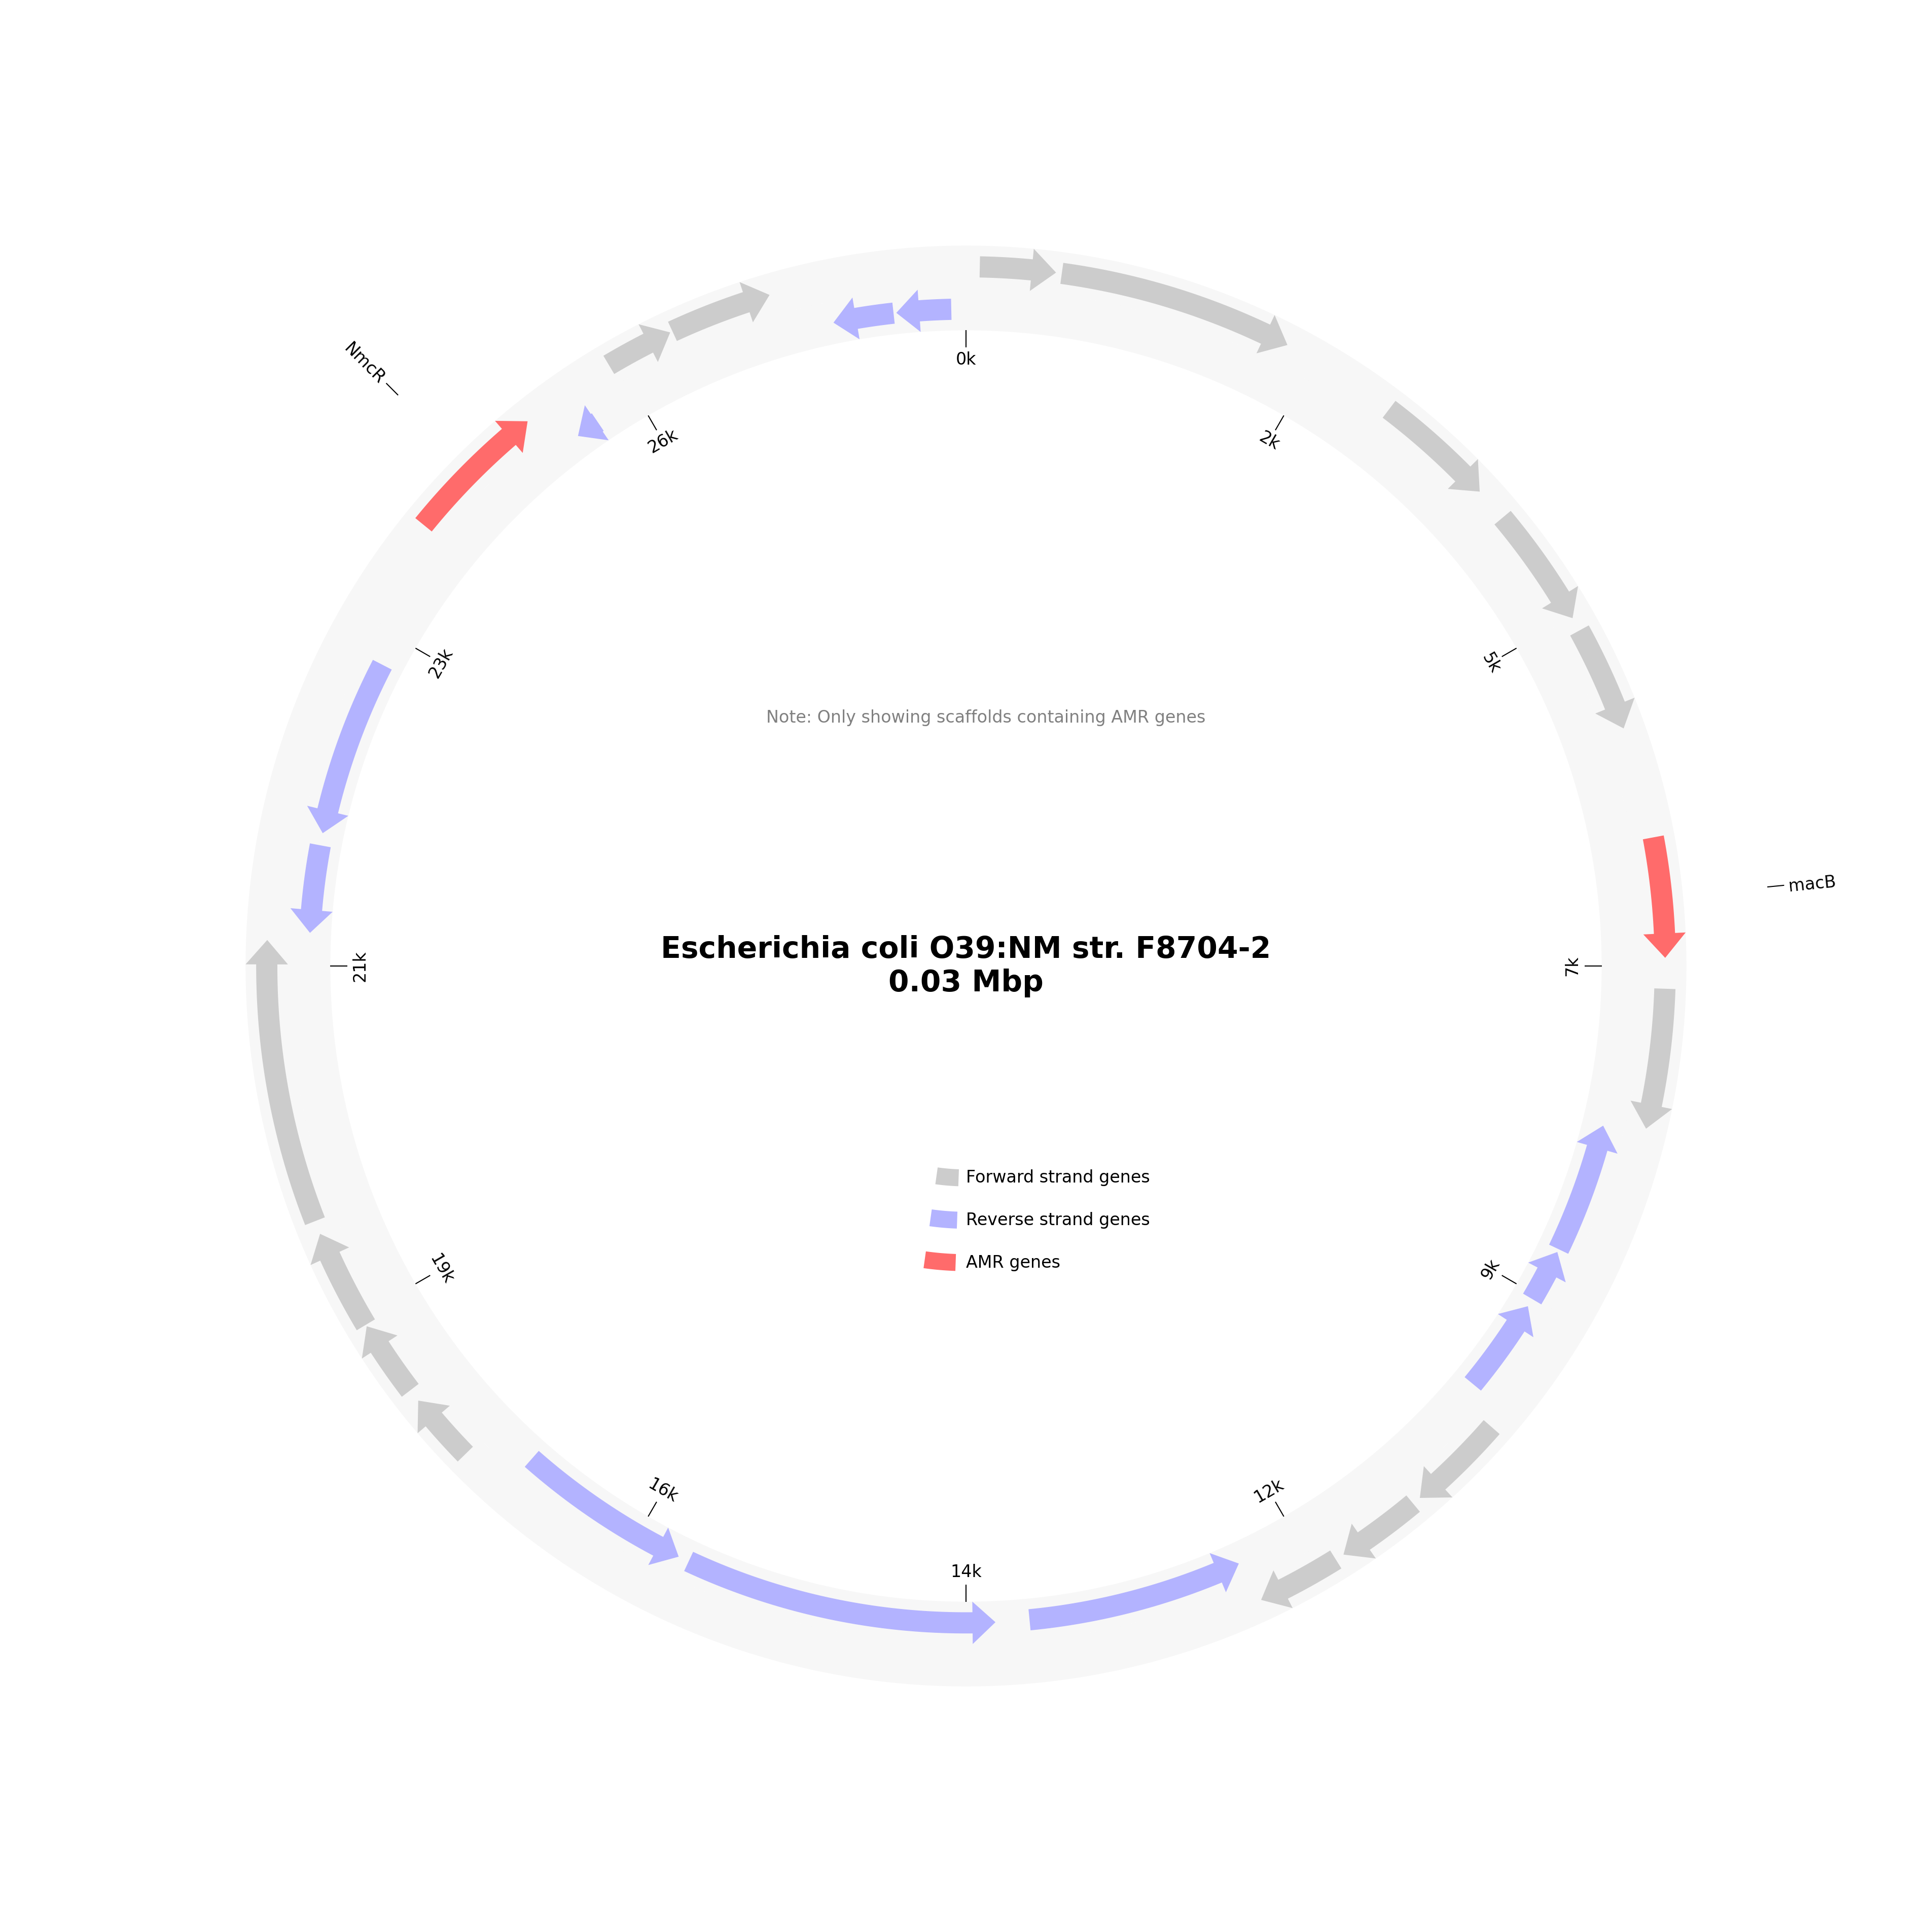 NmcR
0k
26k
2k
23k
5k
Note: Only showing scaffolds containing AMR genes
macB
Escherichia coli O39:NM str. F8704-2
0.03 Mbp
21k
7k
Forward strand genes
Reverse strand genes
AMR genes
19k
9k
16k
12k
14k